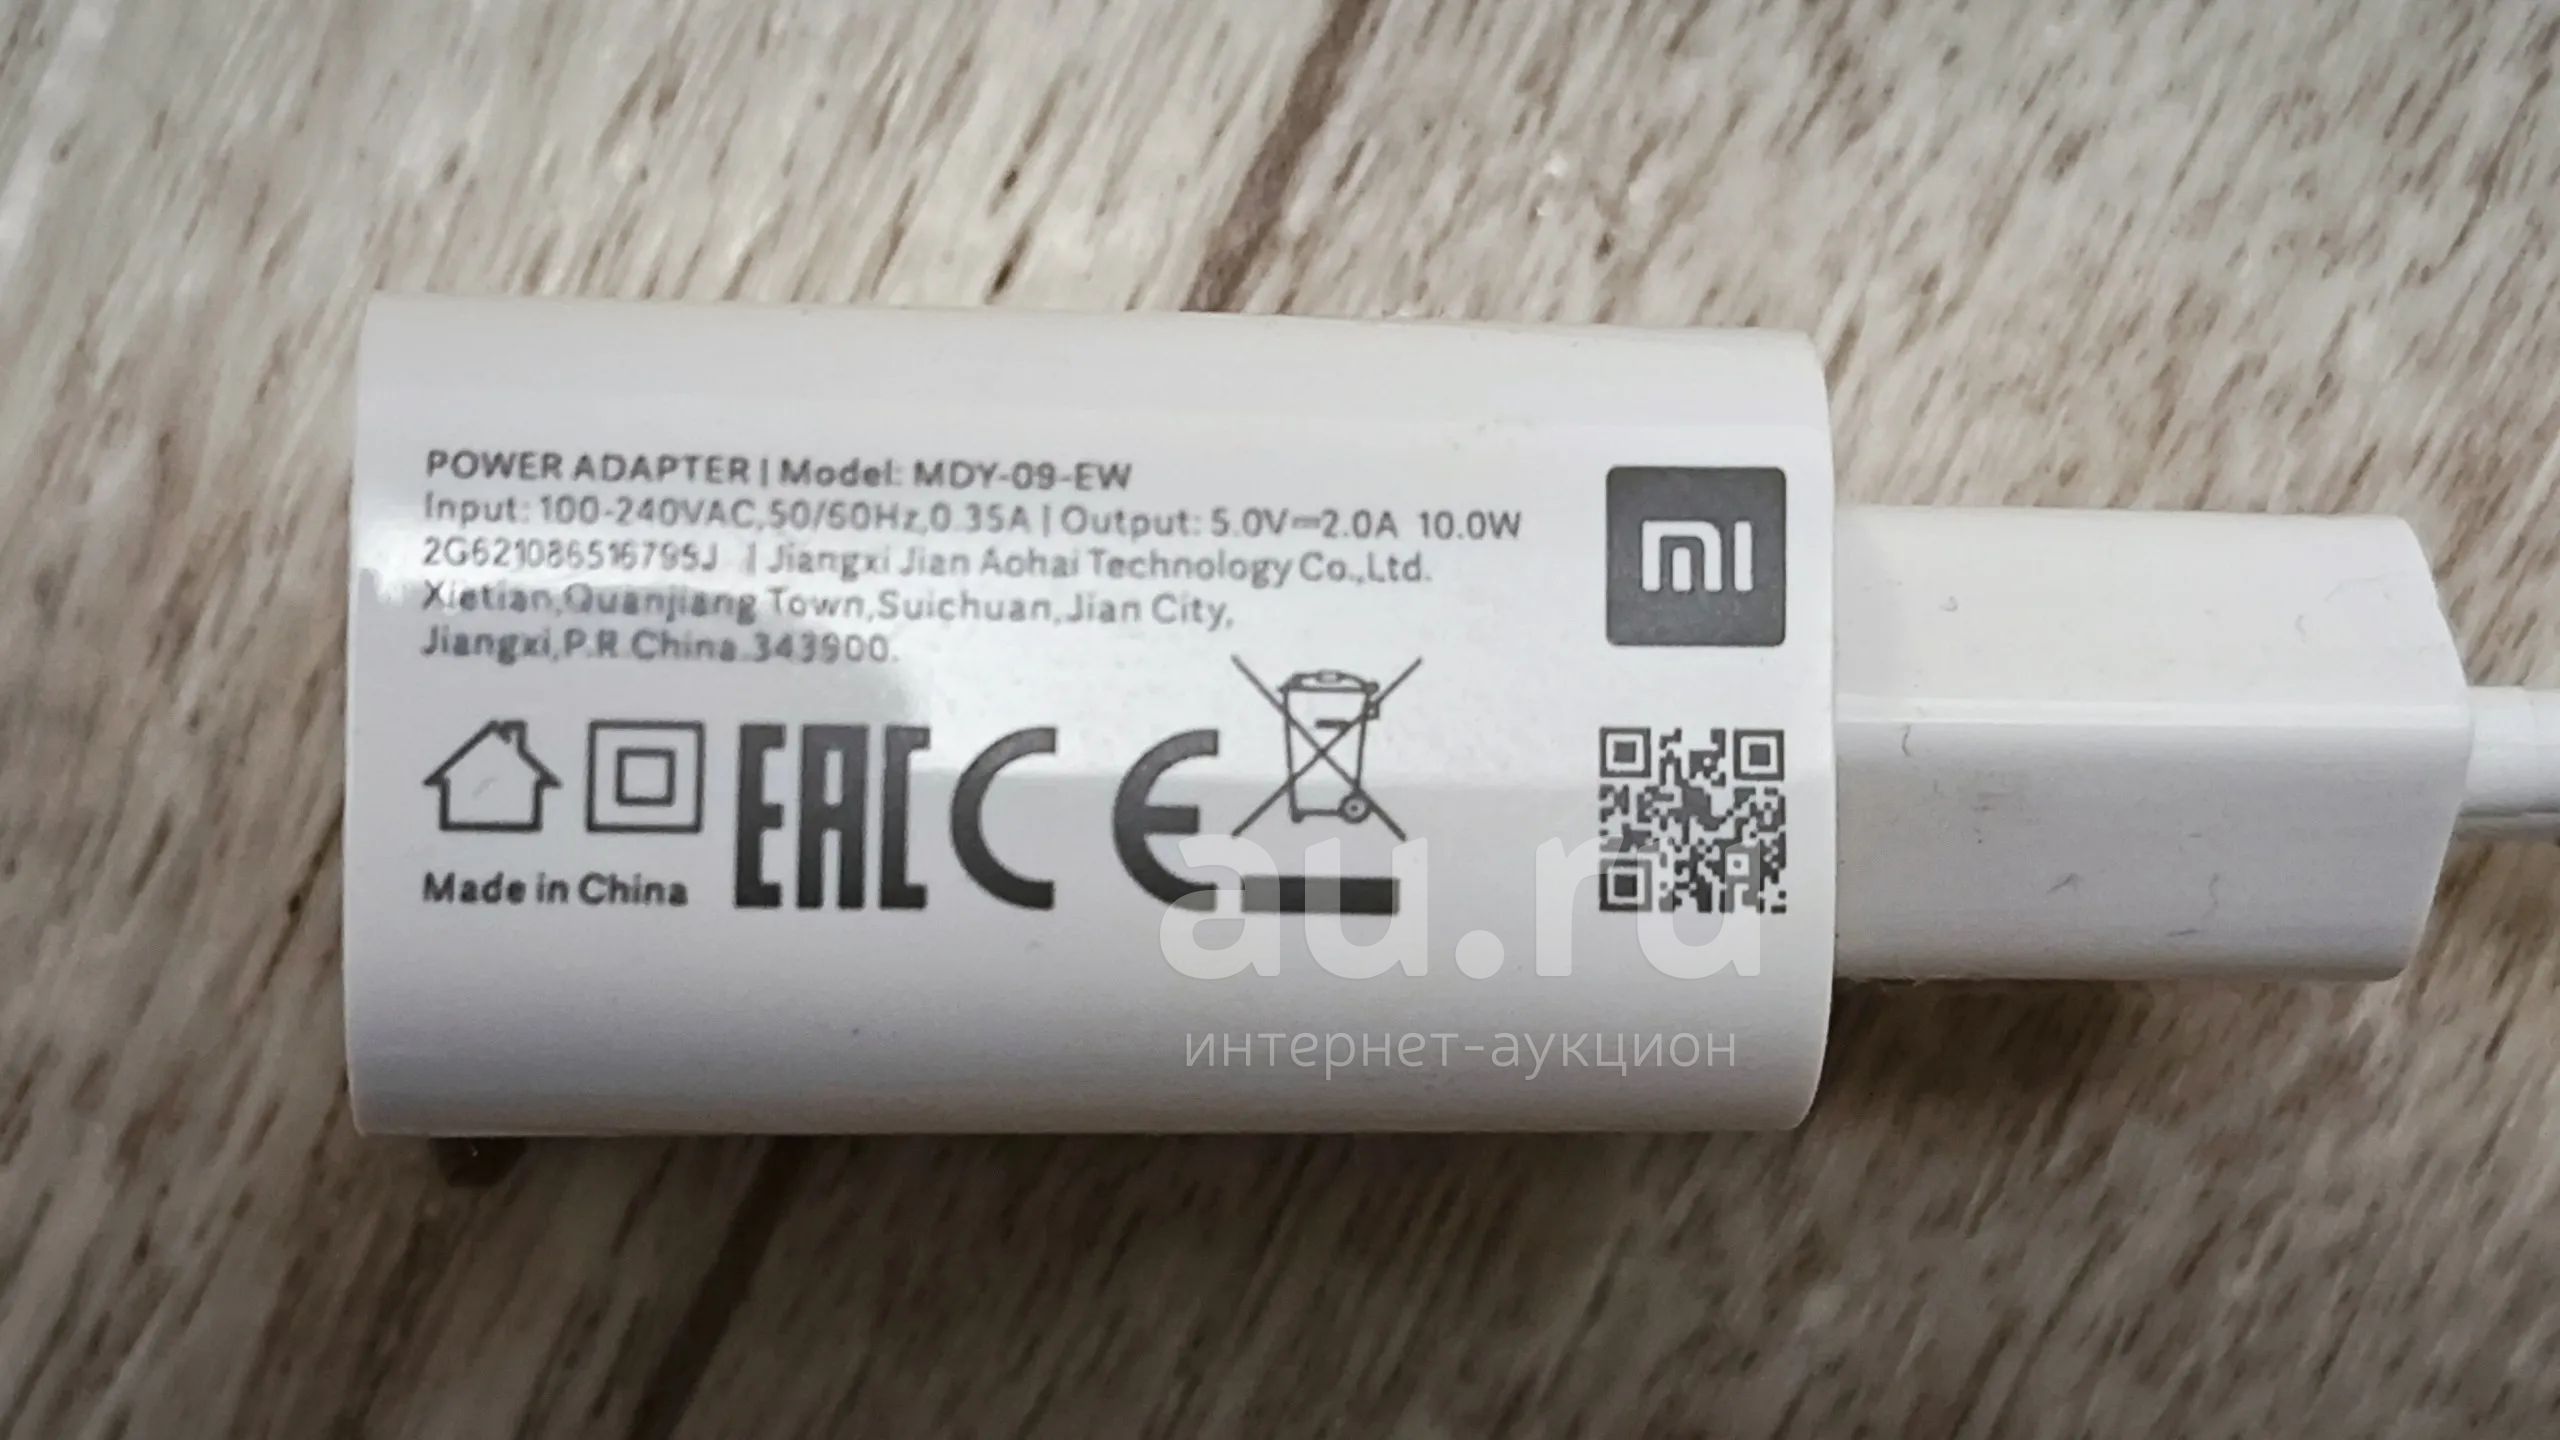 POWER ADAPTER | Model: MDY-09-EW
Input: 100-240VAC,50/60Hz,0.35A | Output: 5.0V⎓2.0A 10.0W
2G621086516795J | Jiangxi Jian Aohai Technology Co.,Ltd.
Xietian,Quanjiang Town,Suichuan,Jian City,
Jiangxi,P.R.China.343900.
mi
EAC CE
Made in China
au.ru
интернет-аукцион